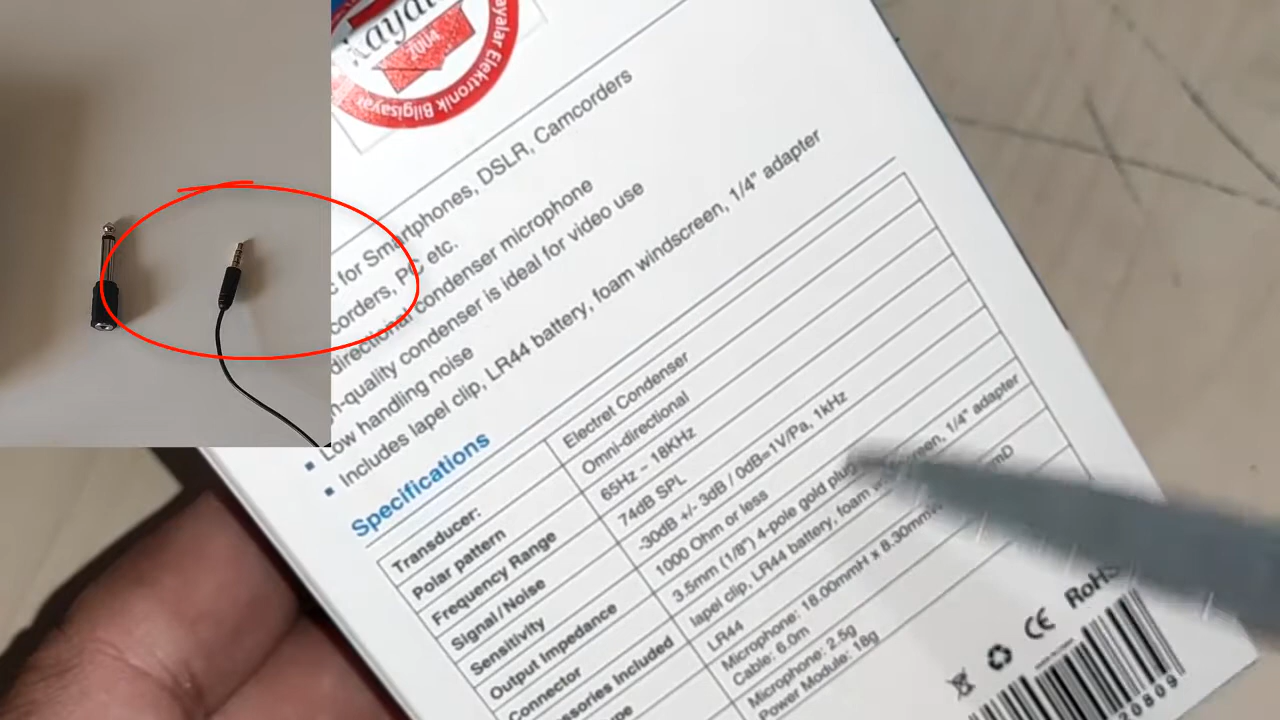 2004
Kayalar Elektronik Bilgisayar
c for Smartphones, DSLR, Camcorders
corders, PC etc.
directional condenser microphone
-quality condenser is ideal for video use
Low handling noise
Includes lapel clip, LR44 battery, foam windscreen, 1/4" adapter
Specifications
Transducer: Electret Condenser
Polar pattern Omni-directional
Frequency Range 65Hz – 18KHz
Signal / Noise 74dB SPL
Sensitivity -30dB +/- 3dB / 0dB=1V/Pa, 1kHz
Output Impedance 1000 Ohm or less
Connector 3.5mm (1/8") 4-pole gold plug
essories Included lapel clip, LR44 battery, foam screen, 1/4" adapter
LR44
Microphone: 18.00mmH x 8.30mm mD
Cable: 6.0m
Microphone: 2.5g
Power Module: 18g
CE RoHS
20809